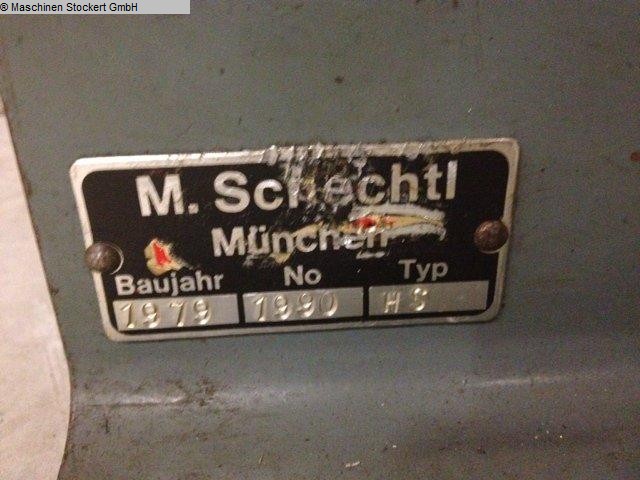 © Maschinen Stockert GmbH
M. Schechtl
München
Baujahr No Typ
1979 1990 HS